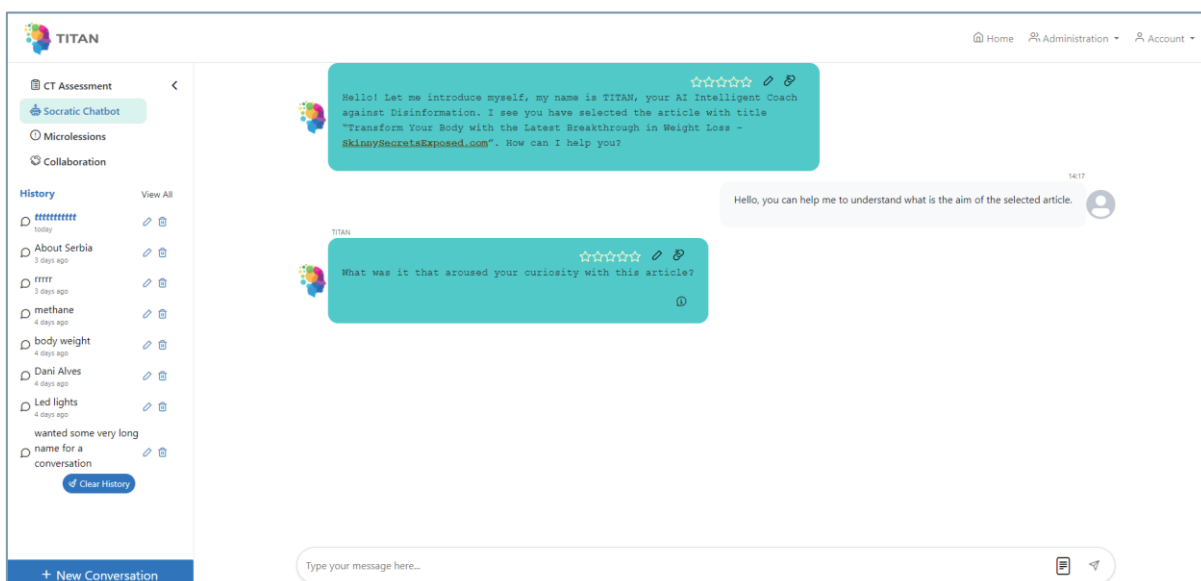 TITAN
Home
Administration
Account
CT Assessment
Socratic Chatbot
Microlessions
Collaboration
History
View All
ttttttttttt
today
About Serbia
3 days ago
rrrrr
3 days ago
methane
4 days ago
body weight
4 days ago
Dani Alves
4 days ago
Led lights
4 days ago
wanted some very long
name for a
conversation
Clear History
+ New Conversation
Hello! Let me introduce myself, my name is TITAN, your AI Intelligent Coach
against Disinformation. I see you have selected the article with title
"Transform Your Body with the Latest Breakthrough in Weight Loss -
SkinnySecretsExposed.com". How can I help you?
14:17
Hello, you can help me to understand what is the aim of the selected article.
TITAN
What was it that aroused your curiosity with this article?
Type your message here...